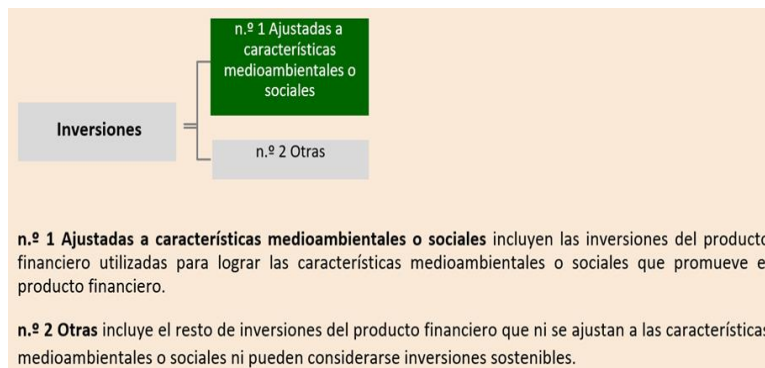 n.º 1 Ajustadas a
características
medioambientales o
sociales
Inversiones
n.º 2 Otras
n.º 1 Ajustadas a características medioambientales o sociales incluyen las inversiones del producto
financiero utilizadas para lograr las características medioambientales o sociales que promueve e
producto financiero.
n.º 2 Otras incluye el resto de inversiones del producto financiero que ni se ajustan a las características
medioambientales o sociales ni pueden considerarse inversiones sostenibles.